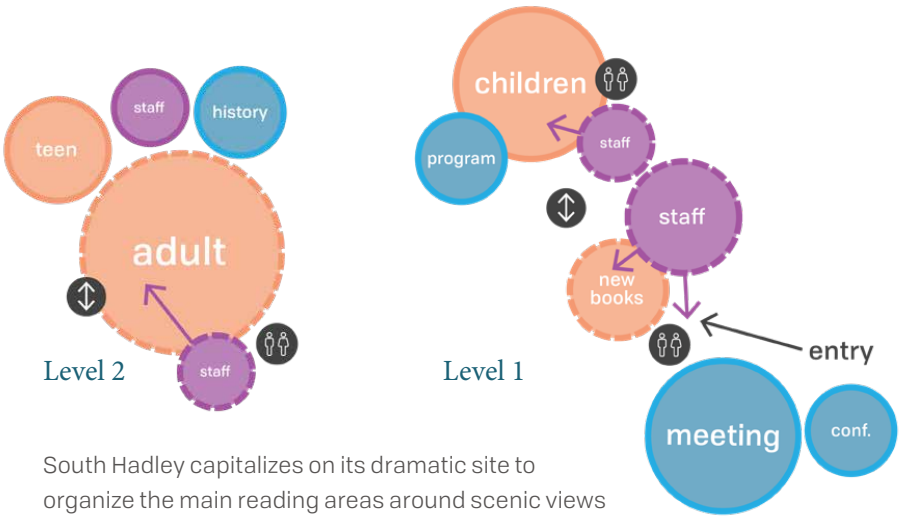 staff
history
teen
adult
staff
Level 2
children
staff
program
staff
new
books
entry
Level 1
meeting
conf.
South Hadley capitalizes on its dramatic site to
organize the main reading areas around scenic views